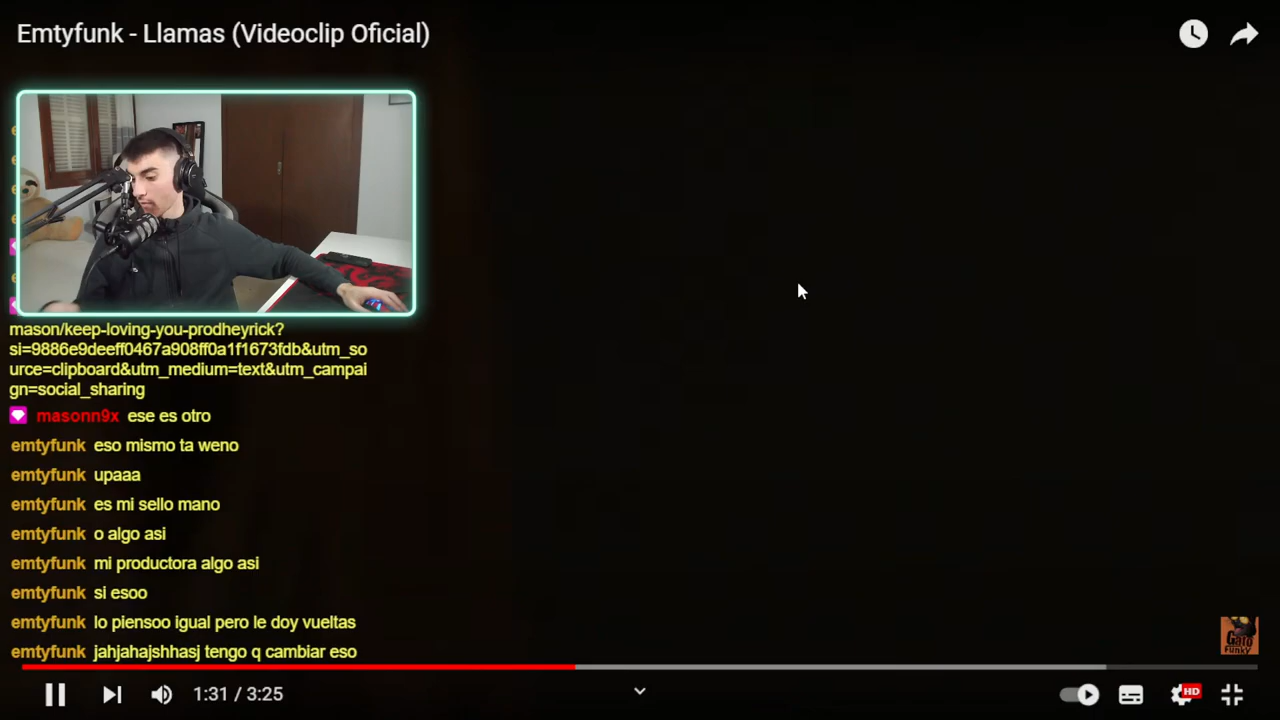 Emtyfunk - Llamas (Videoclip Oficial)
mason/keep-loving-you-prodheyrick?
si=9886e9deeff0467a908ff0a1f1673fdb&utm_so
urce=clipboard&utm_medium=text&utm_campai
gn=social_sharing
masonn9x ese es otro
emtyfunk eso mismo ta weno
emtyfunk upaaa
emtyfunk es mi sello mano
emtyfunk o algo asi
emtyfunk mi productora algo asi
emtyfunk si esoo
emtyfunk lo piensoo igual pero le doy vueltas
emtyfunk jahjahajshhasj tengo q cambiar eso
Gato
Funky
1:31 / 3:25
HD